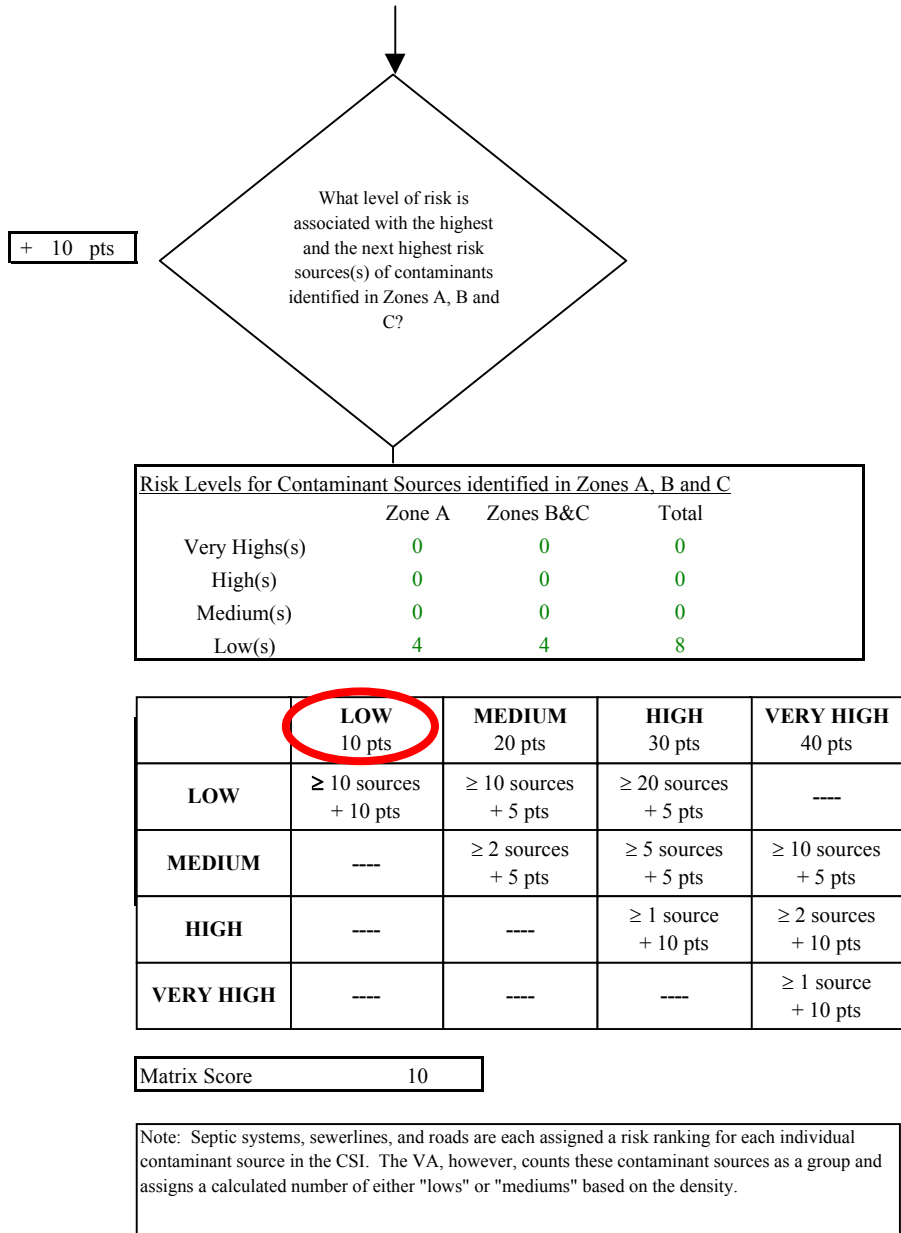 What level of risk is
associated with the highest
and the next highest risk
sources(s) of contaminants
identified in Zones A, B and
C?
+ 10 pts
Risk Levels for Contaminant Sources identified in Zones A, B and C
Zone A Zones B&C Total
Very Highs(s) 0 0 0
High(s) 0 0 0
Medium(s) 0 0 0
Low(s) 4 4 8
LOW MEDIUM HIGH VERY HIGH
10 pts 20 pts 30 pts 40 pts
LOW ≥ 10 sources ≥ 10 sources ≥ 20 sources ----
+ 10 pts + 5 pts + 5 pts
MEDIUM ---- ≥ 2 sources ≥ 5 sources ≥ 10 sources
+ 5 pts + 5 pts + 5 pts
HIGH ---- ---- ≥ 1 source ≥ 2 sources
+ 10 pts + 10 pts
VERY HIGH ---- ---- ---- ≥ 1 source
+ 10 pts
Matrix Score 10
Note: Septic systems, sewerlines, and roads are each assigned a risk ranking for each individual
contaminant source in the CSI. The VA, however, counts these contaminant sources as a group and
assigns a calculated number of either "lows" or "mediums" based on the density.